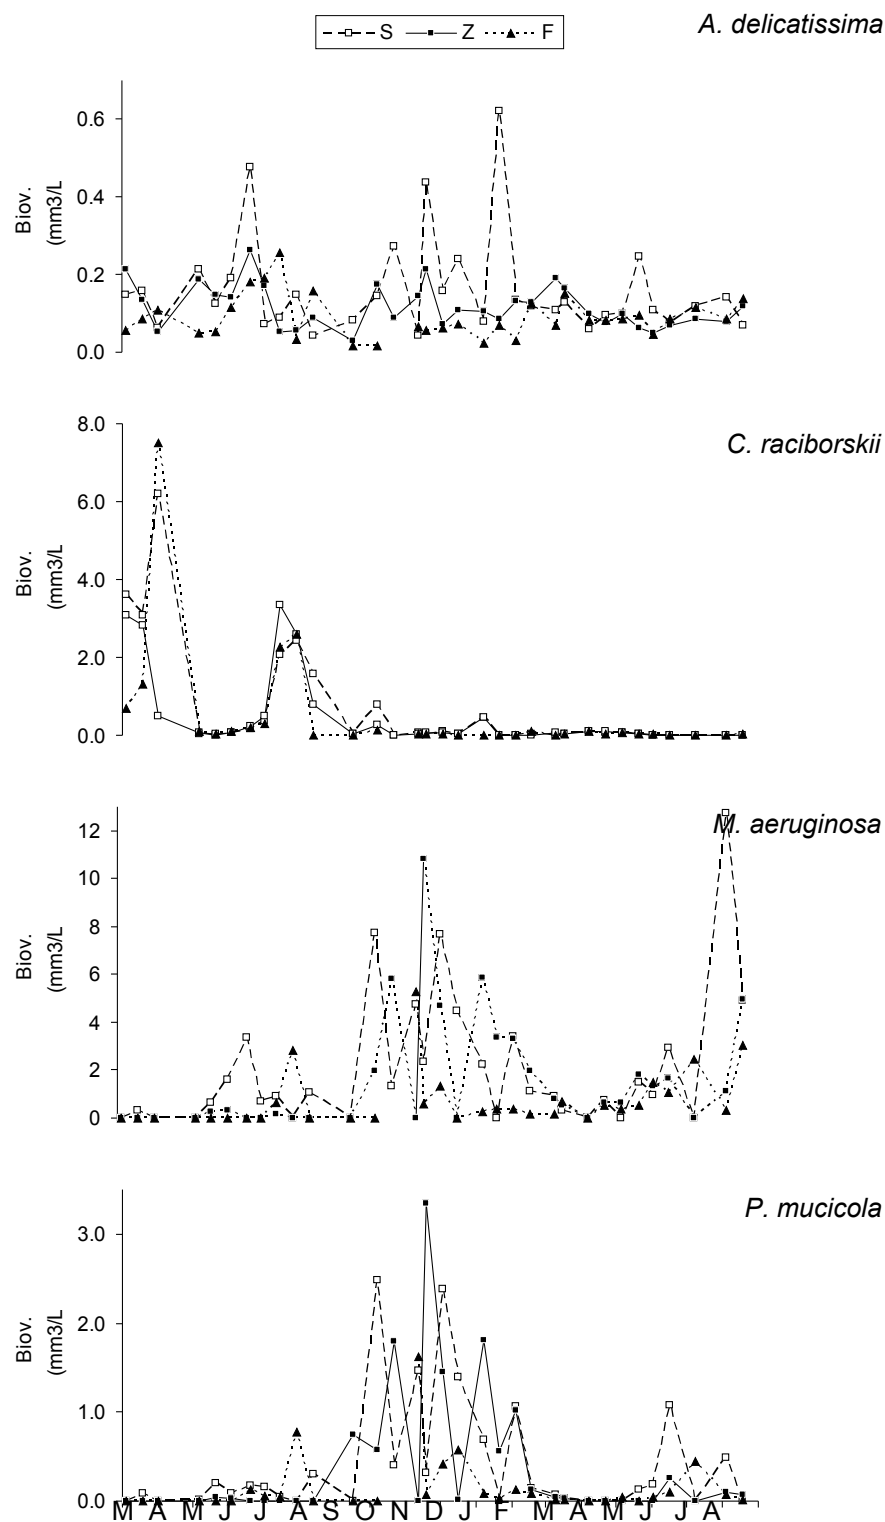 A. delicatissima
S Z F
0.6
0.4
0.2
0.0
Biov.
(mm3/L
C. raciborskii
8.0
6.0
4.0
2.0
0.0
Biov.
(mm3/L
M. aeruginosa
12
10
8
6
4
2
0
Biov.
(mm3/L
P. mucicola
3.0
2.0
1.0
0.0
Biov.
(mm3/L
M A M J J A S O N D J F M A M J J A